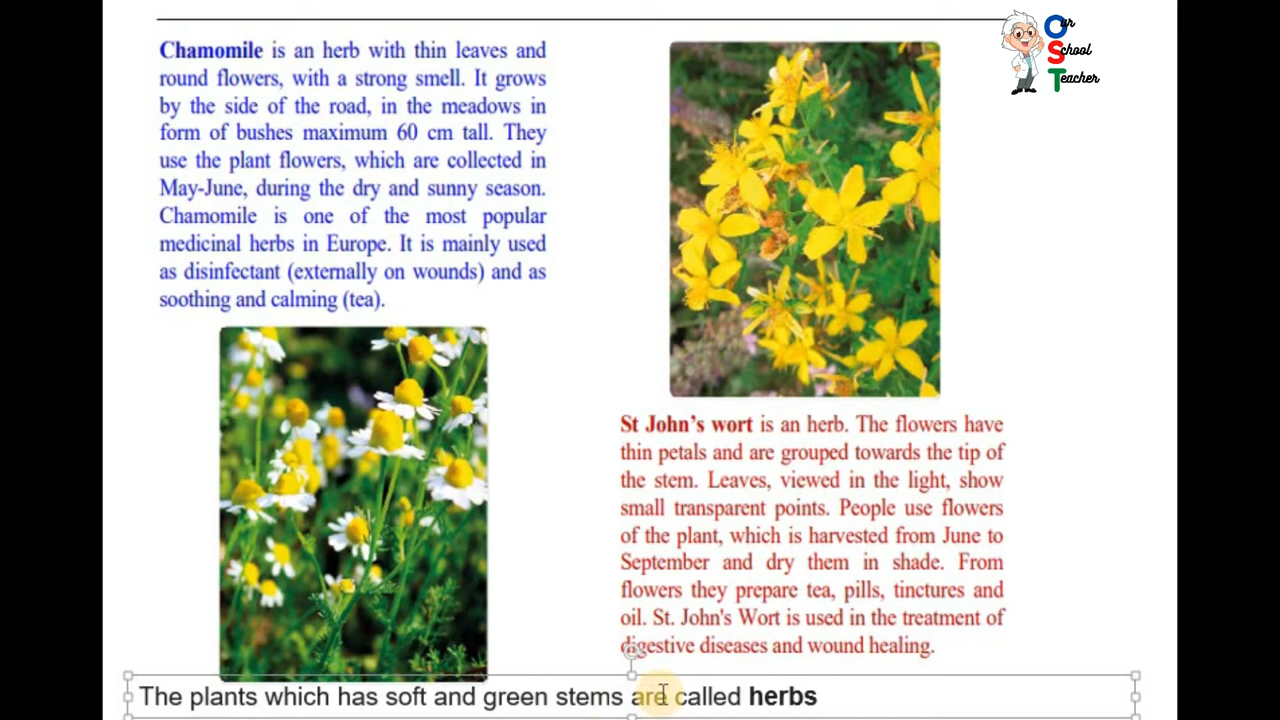 Chamomile is an herb with thin leaves and
round flowers, with a strong smell. It grows
by the side of the road, in the meadows in
form of bushes maximum 60 cm tall. They
use the plant flowers, which are collected in
May-June, during the dry and sunny season.
Chamomile is one of the most popular
medicinal herbs in Europe. It is mainly used
as disinfectant (externally on wounds) and as
soothing and calming (tea).
Our
School
Teacher
St John’s wort is an herb. The flowers have
thin petals and are grouped towards the tip of
the stem. Leaves, viewed in the light, show
small transparent points. People use flowers
of the plant, which is harvested from June to
September and dry them in shade. From
flowers they prepare tea, pills, tinctures and
oil. St. John's Wort is used in the treatment of
digestive diseases and wound healing.
The plants which has soft and green stems are called herbs